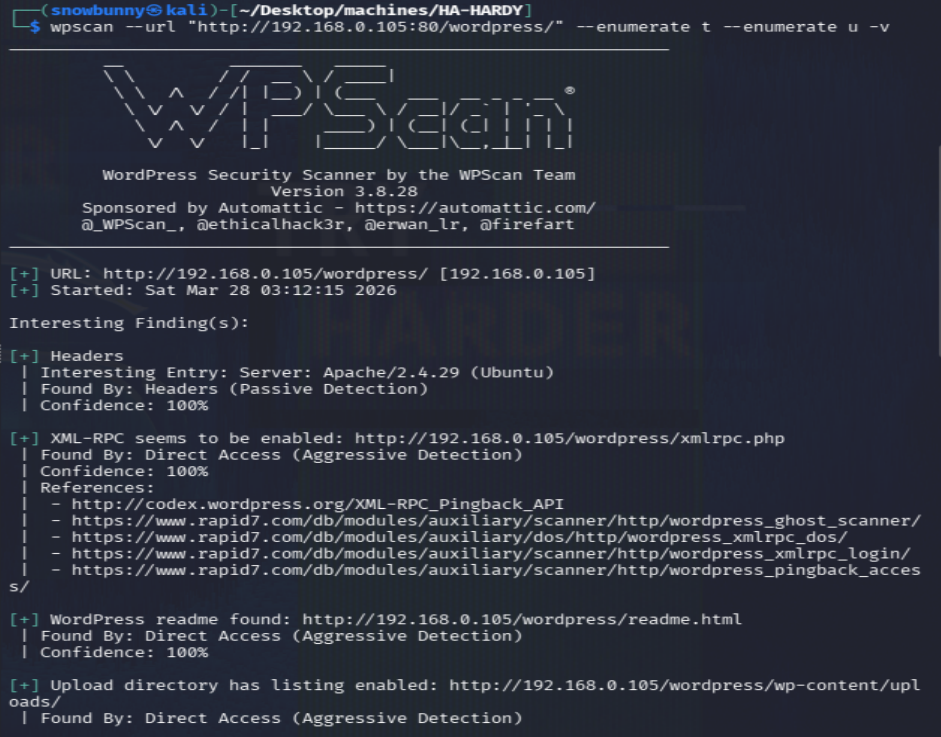 ┌──(snowbunny㉿kali)-[~/Desktop/machines/HA-HARDY]
└─$ wpscan --url "http://192.168.0.105:80/wordpress/" --enumerate t --enumerate u -v
WPScan®
WordPress Security Scanner by the WPScan Team
Version 3.8.28
Sponsored by Automattic - https://automattic.com/
@_WPScan_, @ethicalhack3r, @erwan_lr, @firefart
[+] URL: http://192.168.0.105/wordpress/ [192.168.0.105]
[+] Started: Sat Mar 28 03:12:15 2026
Interesting Finding(s):
[+] Headers
| Interesting Entry: Server: Apache/2.4.29 (Ubuntu)
| Found By: Headers (Passive Detection)
| Confidence: 100%
[+] XML-RPC seems to be enabled: http://192.168.0.105/wordpress/xmlrpc.php
| Found By: Direct Access (Aggressive Detection)
| Confidence: 100%
| References:
|  - http://codex.wordpress.org/XML-RPC_Pingback_API
|  - https://www.rapid7.com/db/modules/auxiliary/scanner/http/wordpress_ghost_scanner/
|  - https://www.rapid7.com/db/modules/auxiliary/dos/http/wordpress_xmlrpc_dos/
|  - https://www.rapid7.com/db/modules/auxiliary/scanner/http/wordpress_xmlrpc_login/
|  - https://www.rapid7.com/db/modules/auxiliary/scanner/http/wordpress_pingback_acces
s/
[+] WordPress readme found: http://192.168.0.105/wordpress/readme.html
| Found By: Direct Access (Aggressive Detection)
| Confidence: 100%
[+] Upload directory has listing enabled: http://192.168.0.105/wordpress/wp-content/upl
oads/
| Found By: Direct Access (Aggressive Detection)
TRY
HARDER